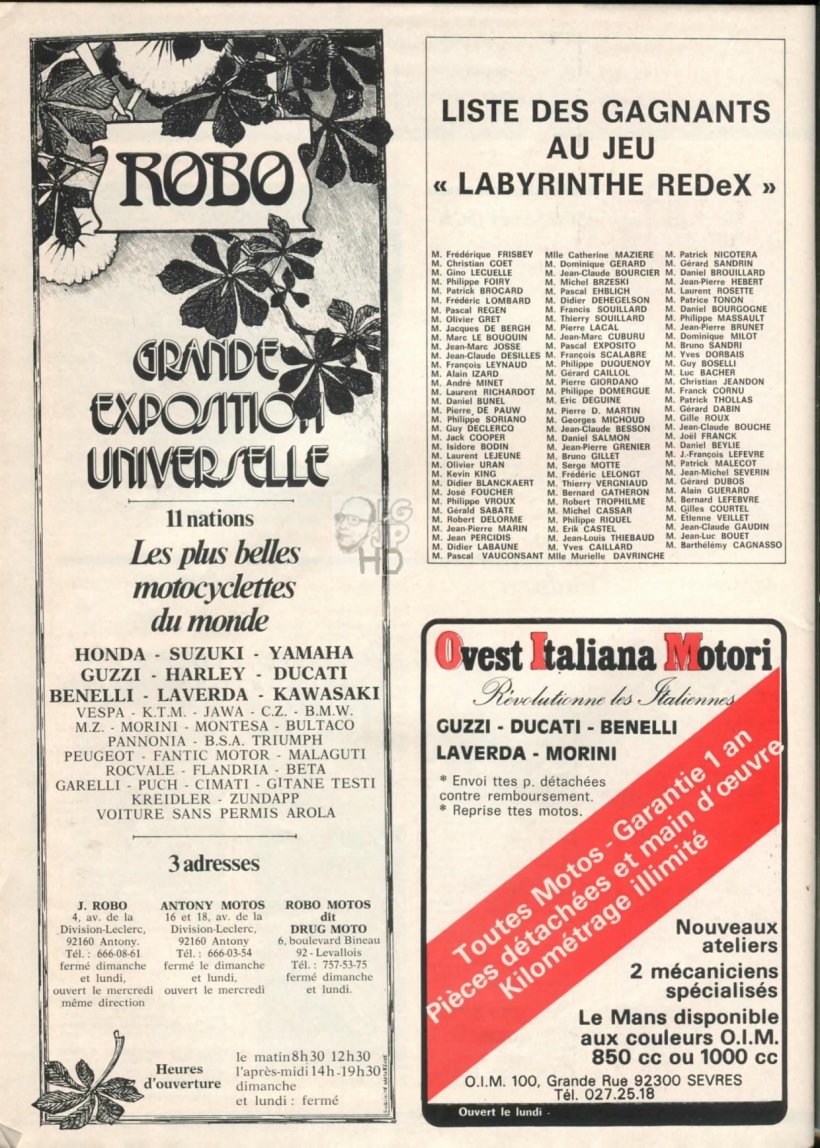 ROBO
GRANDE
EXPOSITION
UNIVERSELLE
11 nations
Les plus belles
motocyclettes
du monde
HONDA - SUZUKI - YAMAHA
GUZZI - HARLEY - DUCATI
BENELLI - LAVERDA - KAWASAKI
VESPA - K.T.M. - JAWA - C.Z. - B.M.W.
M.Z. - MORINI - MONTESA - BULTACO
PANNONIA - B.S.A. TRIUMPH
PEUGEOT - FANTIC MOTOR - MALAGUTI
ROCVALE - FLANDRIA - BETA
GARELLI - PUCH - CIMATI - GITANE TESTI
KREIDLER - ZUNDAPP
VOITURE SANS PERMIS AROLA
3 adresses
J. ROBO
4, av. de la
Division-Leclerc,
92160 Antony.
Tél. : 666-08-61
fermé dimanche
et lundi,
ouvert le mercredi
même direction
ANTONY MOTOS
16 et 18, av. de la
Division-Leclerc,
92160 Antony
Tél. : 666-03-54
fermé le dimanche
et lundi,
ouvert le mercredi
ROBO MOTOS
dit
DRUG MOTO
6, boulevard Bineau
92 - Levallois
Tél. : 757-53-75
fermé dimanche
et lundi.
Heures
d'ouverture
le matin 8h30 12h30
l'après-midi 14h-19h30
dimanche
et lundi : fermé
LISTE DES GAGNANTS
AU JEU
« LABYRINTHE REDeX »
M. Frédérique FRISBEY
M. Christian COET
M. Gino LECUELLE
M. Philippe FOIRY
M. Patrick BROCARD
M. Frédéric LOMBARD
M. Pascal REGEN
M. Olivier GRET
M. Jacques DE BERGH
M. Marc LE BOUQUIN
M. Jean-Marc JOSSE
M. Jean-Claude DESILLES
M. François LEYNAUD
M. Alain IZARD
M. André MINET
M. Laurent RICHARDOT
M. Daniel BUNEL
M. Pierre DE PAUW
M. Philippe SORIANO
M. Guy DECLERCQ
M. Jack COOPER
M. Isidore BODIN
M. Laurent LEJEUNE
M. Olivier URAN
M. Kevin KING
M. Didier BLANCKAERT
M. José FOUCHER
M. Philippe VROUX
M. Gérald SABATE
M. Robert DELORME
M. Jean-Pierre MARIN
M. Jean PERCIDIS
M. Didier LABAUNE
M. Pascal VAUCONSANT
Mlle Catherine MAZIERE
M. Dominique GERARD
M. Jean-Claude BOURCIER
M. Michel BRZESKI
M. Pascal EHBLICH
M. Didier DEHEGELSON
M. Francis SOUILLARD
M. Thierry SOUILLARD
M. Pierre LACAL
M. Jean-Marc CUBURU
M. Pascal EXPOSITO
M. François SCALABRE
M. Philippe DUQUENOY
M. Gérard CAILLOL
M. Pierre GIORDANO
M. Philippe DOMERGUE
M. Eric DEGUINE
M. Pierre D. MARTIN
M. Georges MICHOUD
M. Jean-Claude BESSON
M. Daniel SALMON
M. Jean-Pierre GRENIER
M. Bruno GILLET
M. Serge MOTTE
M. Frédéric LELONGT
M. Thierry VERGNIAUD
M. Bernard GATHERON
M. Robert TROPHILME
M. Michel CASSAR
M. Philippe RIQUEL
M. Erik CASTEL
M. Jean-Louis THIEBAUD
M. Yves CAILLARD
Mlle Murielle DAVRINCHE
M. Patrick NICOTERA
M. Gérard SANDRIN
M. Daniel BROUILLARD
M. Jean-Pierre HEBERT
M. Laurent ROSETTE
M. Patrice TONON
M. Daniel BOURGOGNE
M. Philippe MASSAULT
M. Jean-Pierre BRUNET
M. Dominique MILOT
M. Bruno SANDRI
M. Yves DORBAIS
M. Guy BOSELLI
M. Luc BACHER
M. Christian JEANDON
M. Franck CORNU
M. Patrick THOLLAS
M. Gérard DABIN
M. Gille ROUX
M. Jean-Claude BOUCHE
M. Joël FRANCK
M. Daniel BEYLIE
M. J.-François LEFEVRE
M. Patrick MALECOT
M. Jean-Michel SEVERIN
M. Gérard DUBOS
M. Alain GUERARD
M. Bernard LEFEBVRE
M. Gilles COURTEL
M. Etienne VEILLET
M. Jean-Claude GAUDIN
M. Jean-Luc BOUET
M. Barthélémy CAGNASSO
Ovest Italiana Motori
Révolutionne les Italiennes
GUZZI - DUCATI - BENELLI
LAVERDA - MORINI
* Envoi ttes p. détachées
contre remboursement.
* Reprise ttes motos.
Toutes Motos - Garantie 1 an
Pièces détachées et main d'œuvre
Kilométrage illimité
Nouveaux
ateliers
2 mécaniciens
spécialisés
Le Mans disponible
aux couleurs O.I.M.
850 cc ou 1000 cc
O.I.M. 100, Grande Rue 92300 SEVRES
Tél. 027.25.18
Ouvert le lundi -
HD